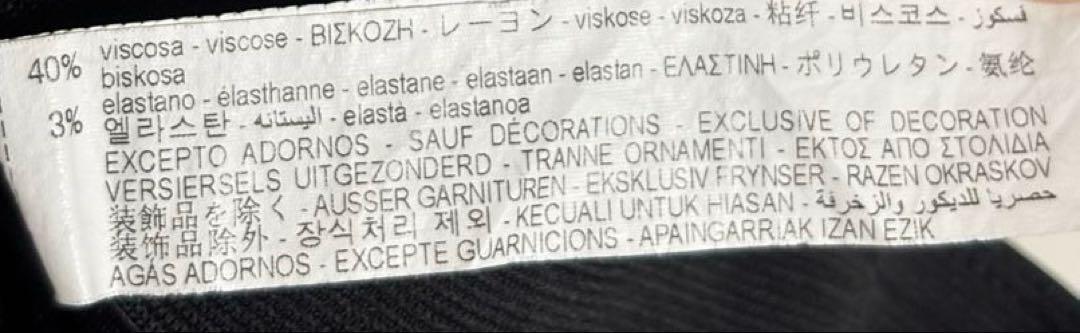 40% viscosa - viscose - ΒΙΣΚΟΖΗ - レーヨン - viskose - viskoza - 粘纤 - 비스코스 - فسكوز
biskosa
3% elastano - élasthanne - elastane - elastaan - elastan - ΕΛΑΣΤΙΝΗ - ポリウレタン - 氨纶
엘라스탄 - اليستانه - elastà - elastanoa
EXCEPTO ADORNOS - SAUF DÉCORATIONS - EXCLUSIVE OF DECORATION
VERSIERSELS UITGEZONDERD - TRANNE ORNAMENTI - ΕΚΤΟΣ ΑΠΟ ΣΤΟΛΙΔΙΑ
装飾品を除く - AUSSER GARNITUREN - EKSKLUSIV FRYNSER - RAZEN OKRASKOV
装饰品除外 - 장식 처리 제외 - KECUALI UNTUK HIASAN - حصريا للديكور والزخرفة
AGÁS ADORNOS - EXCEPTE GUARNICIONS - APAINGARRIAK IZAN EZIK